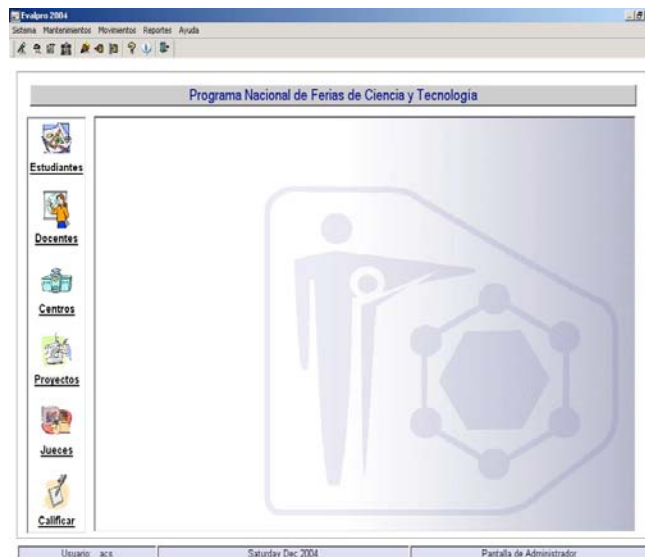 Evalpro 2004
Sistema Mantenimientos Movimientos Reportes Ayuda
Programa Nacional de Ferias de Ciencia y Tecnología
Estudiantes
Docentes
Centros
Proyectos
Jueces
Calificar
Usuario: acs Saturday Dec 2004 Pantalla de Administrador